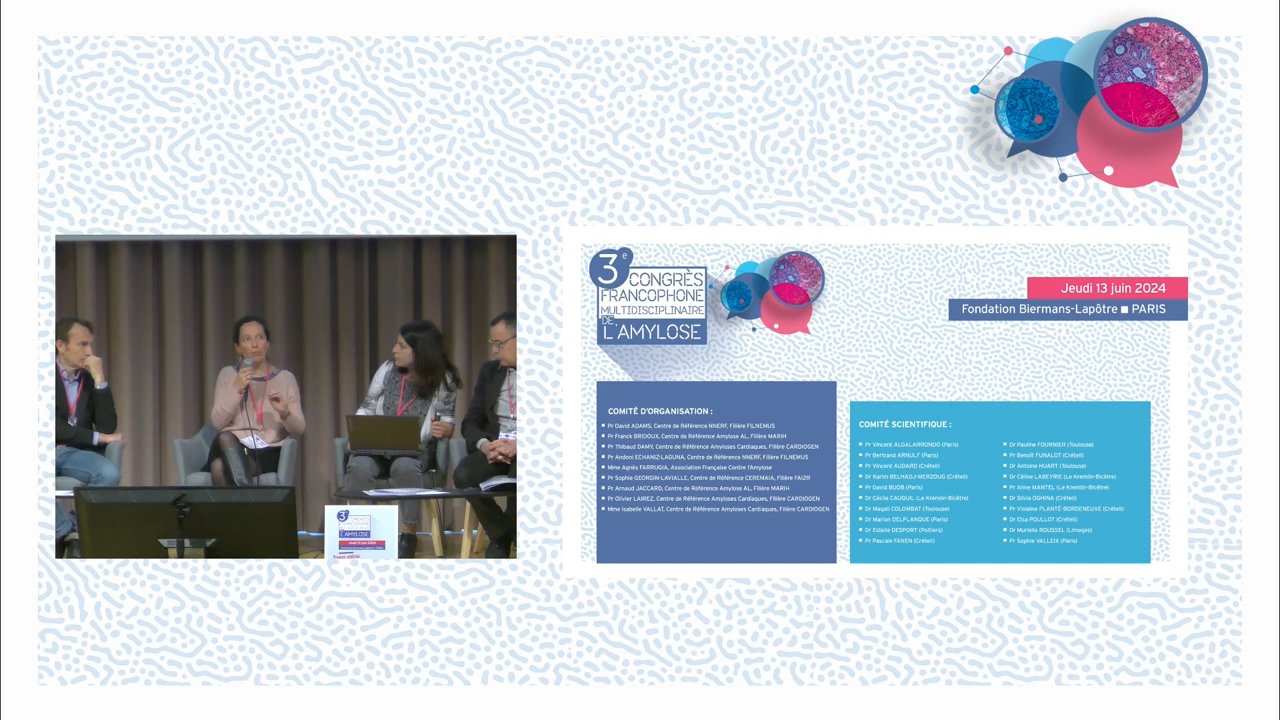 3e
CONGRÈS
FRANCOPHONE
MULTIDISCIPLINAIRE
DE
L'AMYLOSE
Jeudi 13 juin 2024
Fondation Biermans-Lapôtre ■ PARIS
COMITÉ D'ORGANISATION :
Pr David ADAMS, Centre de Référence NNERF, Filière FILNEMUS
Pr Franck BRIDOUX, Centre de Référence Amylose AL, Filière MARIH
Pr Thibaud DAMY, Centre de Référence Amyloses Cardiaques, Filière CARDIOGEN
Pr Andoni ECHANIZ-LAGUNA, Centre de Référence NNERF, Filière FILNEMUS
Mme Agnès FARRUGIA, Association Française Contre l'Amylose
Pr Sophie GEORGIN-LAVIALLE, Centre de Référence CEREMAIA, Filière FAI2R
Pr Arnaud JACCARD, Centre de Référence Amylose AL, Filière MARIH
Pr Olivier LAIREZ, Centre de Référence Amyloses Cardiaques, Filière CARDIOGEN
Mme Isabelle VALLAT, Centre de Référence Amyloses Cardiaques, Filière CARDIOGEN
COMITÉ SCIENTIFIQUE :
Pr Vincent ALGALARRONDO (Paris)
Pr Bertrand ARNULF (Paris)
Pr Vincent AUDARD (Créteil)
Dr Karim BELHADJ-MERZOUG (Créteil)
Pr David BUOB (Paris)
Dr Cécile CAUQUIL (Le Kremlin-Bicêtre)
Dr Magali COLOMBAT (Toulouse)
Dr Marion DELPLANQUE (Paris)
Dr Estelle DESPORT (Poitiers)
Pr Pascale FANEN (Créteil)
Dr Pauline FOURNIER (Toulouse)
Pr Benoît FUNALOT (Créteil)
Dr Antoine HUART (Toulouse)
Dr Céline LABEYRIE (Le Kremlin-Bicêtre)
Pr Anne MANTEL (Le Kremlin-Bicêtre)
Dr Silvia OGHINA (Créteil)
Pr Violaine PLANTÉ-BORDENEUVE (Créteil)
Dr Elsa POULLOT (Créteil)
Dr Murielle ROUSSEL (Limoges)
Pr Sophie VALLEIX (Paris)
3e
CONGRÈS
FRANCOPHONE
L'AMYLOSE
Jeudi 13 juin 2024